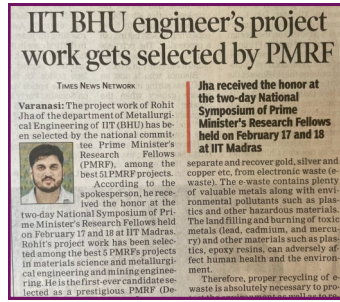 IIT BHU engineer's project
work gets selected by PMRF
TIMES NEWS NETWORK
Varanasi: The project work of Rohit
Jha of the department of Metallurgi-
cal Engineering of IIT (BHU) has be-
en selected by the national commit-
tee Prime Minister's
Research Fellows
(PMRF), among the
best 51 PMRF projects.
According to the
spokesperson, he rece-
ived the honor at the
two-day National Symposium of Pri-
me Minister's Research Fellows held
on February 17 and 18 at IIT Madras.
Rohit's project work has been selec-
ted among the best 5 PMRF projects
in materials science and metallurgi-
cal engineering and mining enginee-
ring. He is the first-ever candidate se-
lected as a prestigious PMRF (De-
Jha received the honor at
the two-day National
Symposium of Prime
Minister's Research Fellows
held on February 17 and 18
at IIT Madras
separate and recover gold, silver and
copper etc, from electronic waste (e-
waste). The e-waste contains plenty
of valuable metals along with envi-
ronmental pollutants such as plas-
tics and other hazardous materials.
The land filling and burning of toxic
metals (lead, cadmium, and mercu-
ry) and other materials such as plas-
tics, epoxy resins, can adversely af-
fect human health and the environ-
ment.
Therefore, proper recycling of e-
waste is absolutely necessary to pro-